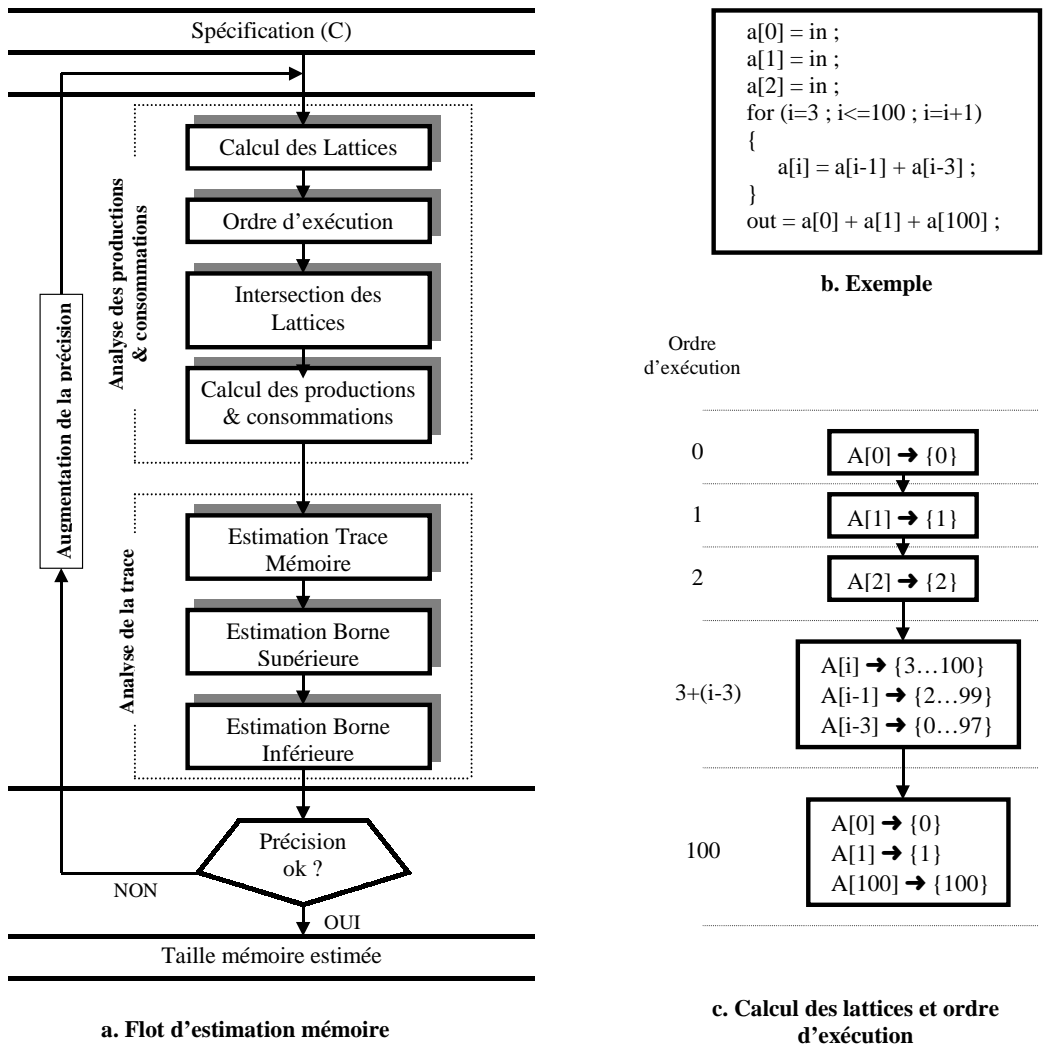 Spécification (C)
Calcul des Lattices
Ordre d'exécution
Intersection des
Lattices
Calcul des productions
& consommations
Analyse des productions
& consommations
Estimation Trace
Mémoire
Estimation Borne
Supérieure
Estimation Borne
Inférieure
Analyse de la trace
Augmentation de la précision
Précision
ok ?
NON
OUI
Taille mémoire estimée
a. Flot d'estimation mémoire
a[0] = in ;
a[1] = in ;
a[2] = in ;
for (i=3 ; i<=100 ; i=i+1)
{
a[i] = a[i-1] + a[i-3] ;
}
out = a[0] + a[1] + a[100] ;
b. Exemple
Ordre
d'exécution
0
A[0] ➔ {0}
1
A[1] ➔ {1}
2
A[2] ➔ {2}
3+(i-3)
A[i] ➔ {3…100}
A[i-1] ➔ {2…99}
A[i-3] ➔ {0…97}
100
A[0] ➔ {0}
A[1] ➔ {1}
A[100] ➔ {100}
c. Calcul des lattices et ordre
d'exécution